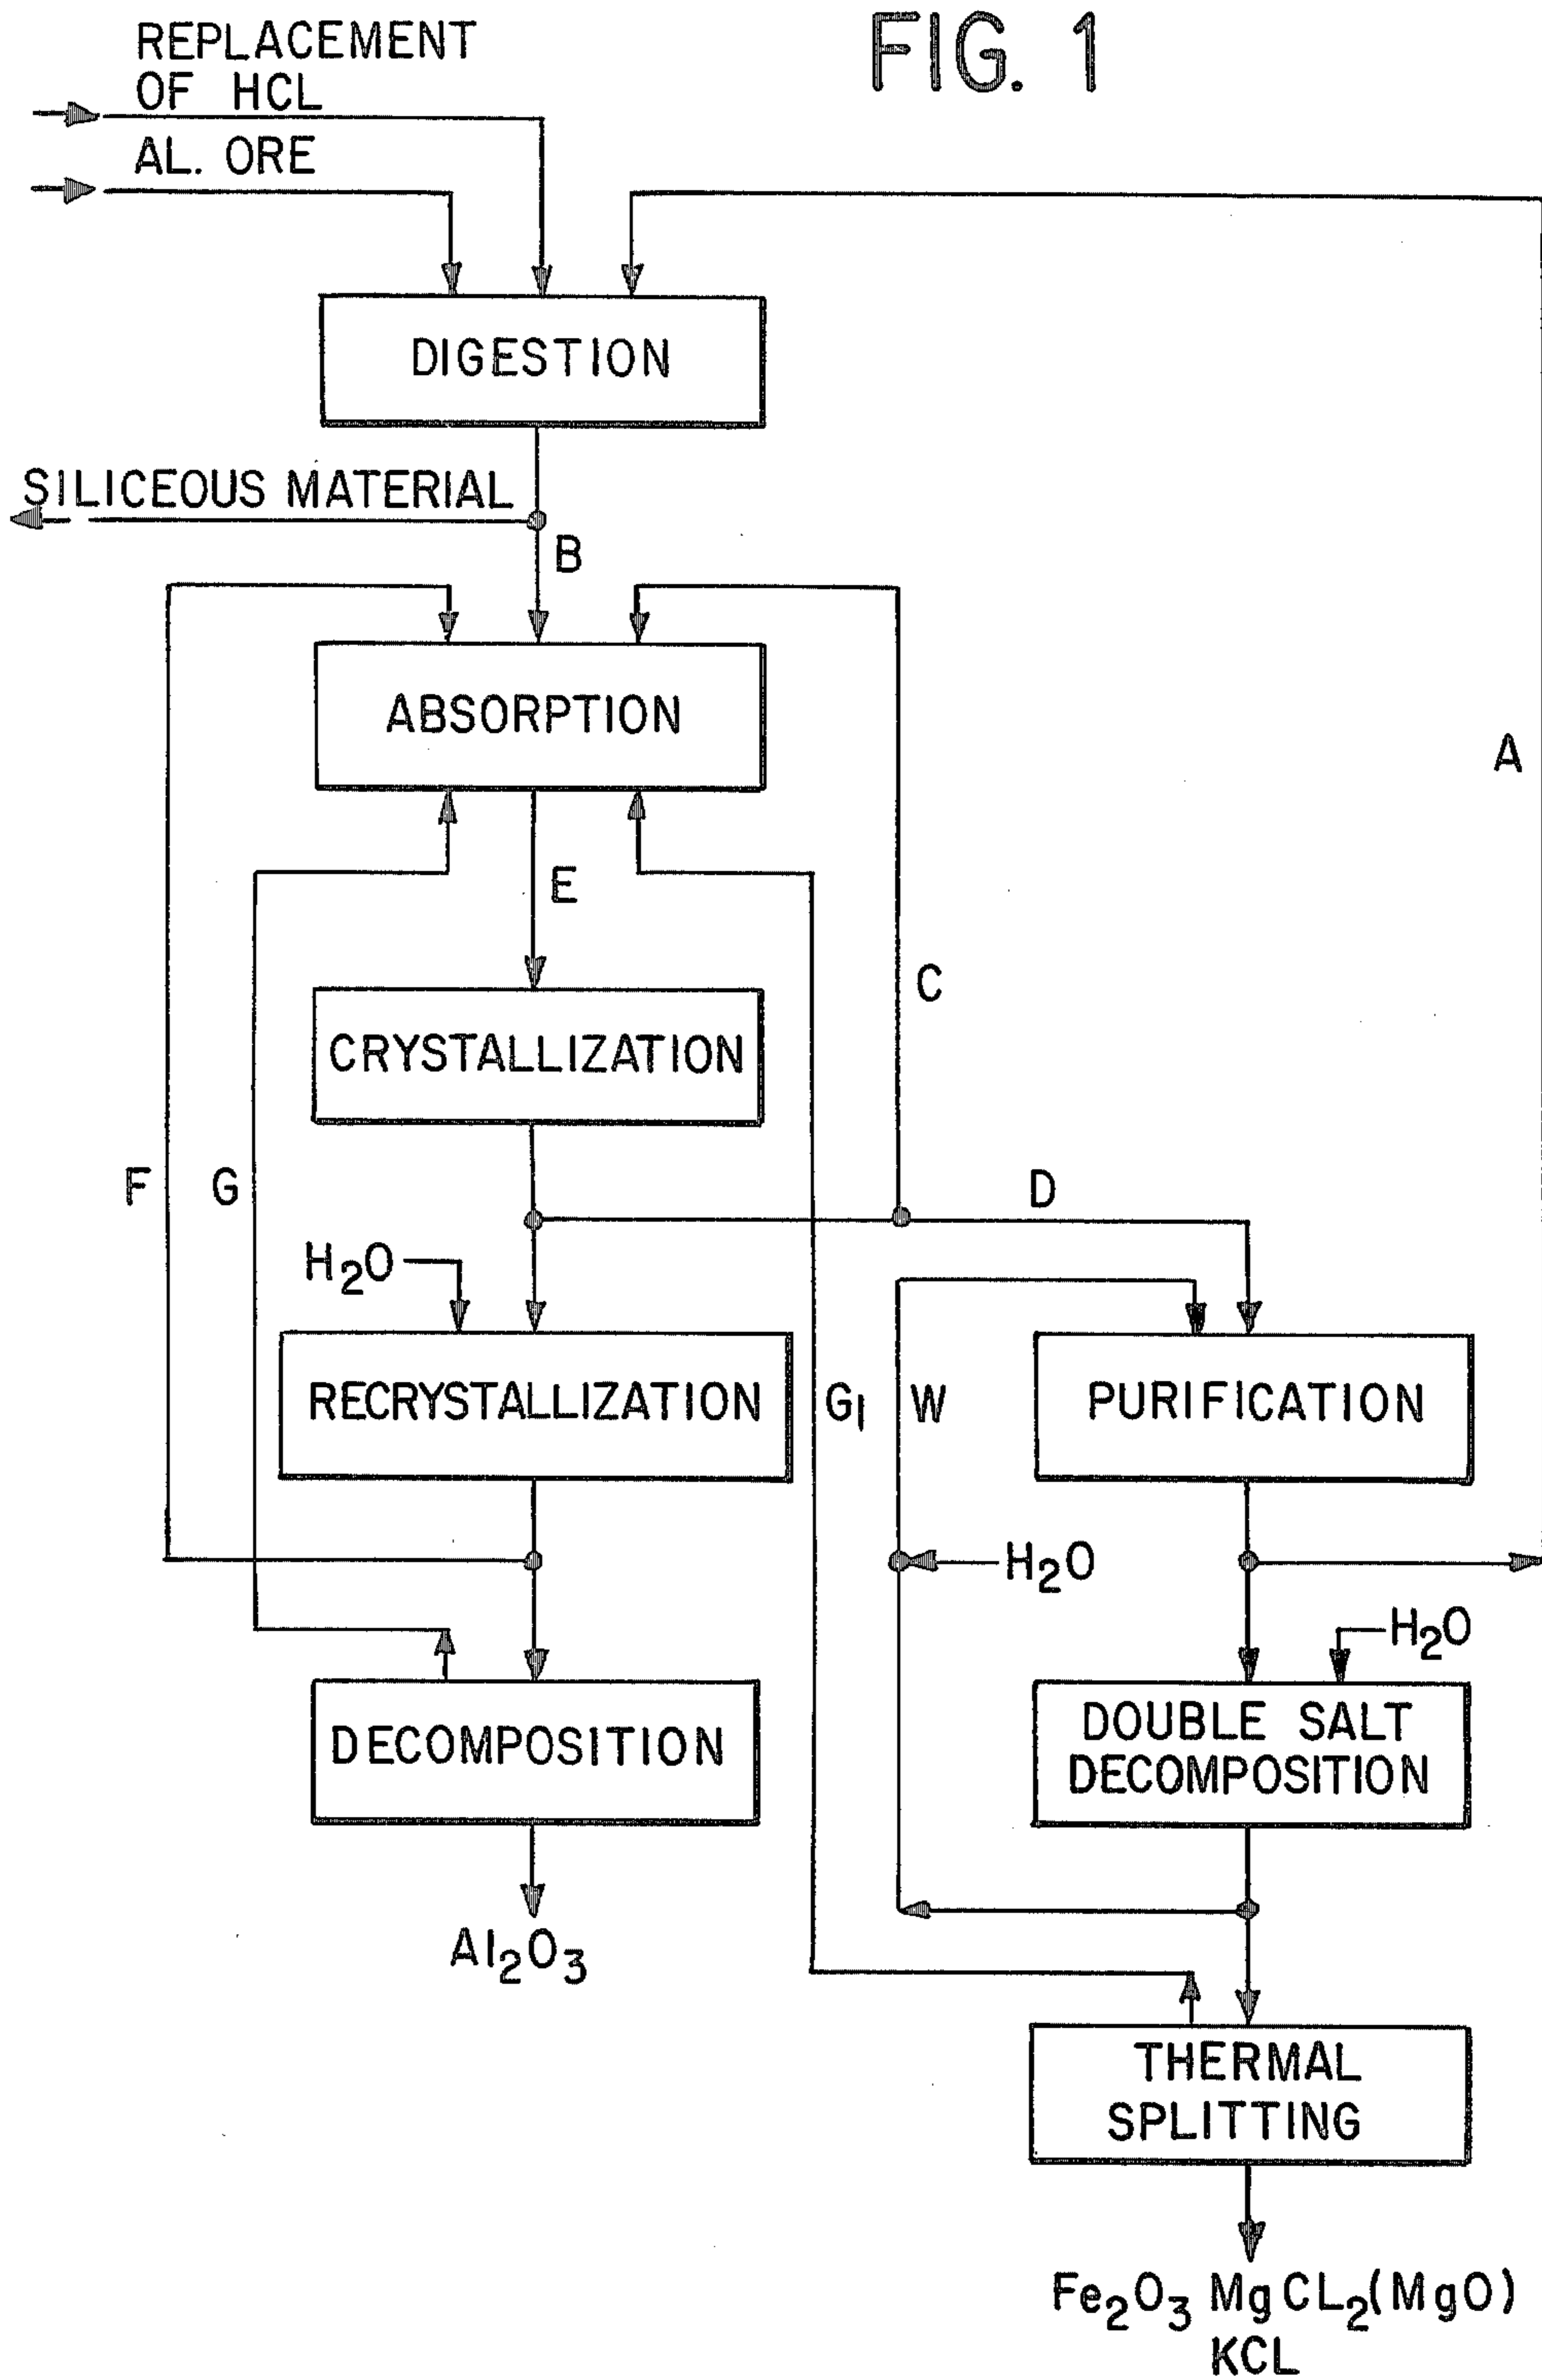 FIG. 1
REPLACEMENT
OF HCL
AL. ORE
DIGESTION
SILICEOUS MATERIAL
B
ABSORPTION
A
E
C
CRYSTALLIZATION
F
G
D
H₂O
RECRYSTALLIZATION
G₁
W
PURIFICATION
H₂O
H₂O
DECOMPOSITION
DOUBLE SALT
DECOMPOSITION
Al₂O₃
THERMAL
SPLITTING
Fe₂O₃ MgCL₂(MgO)
KCL